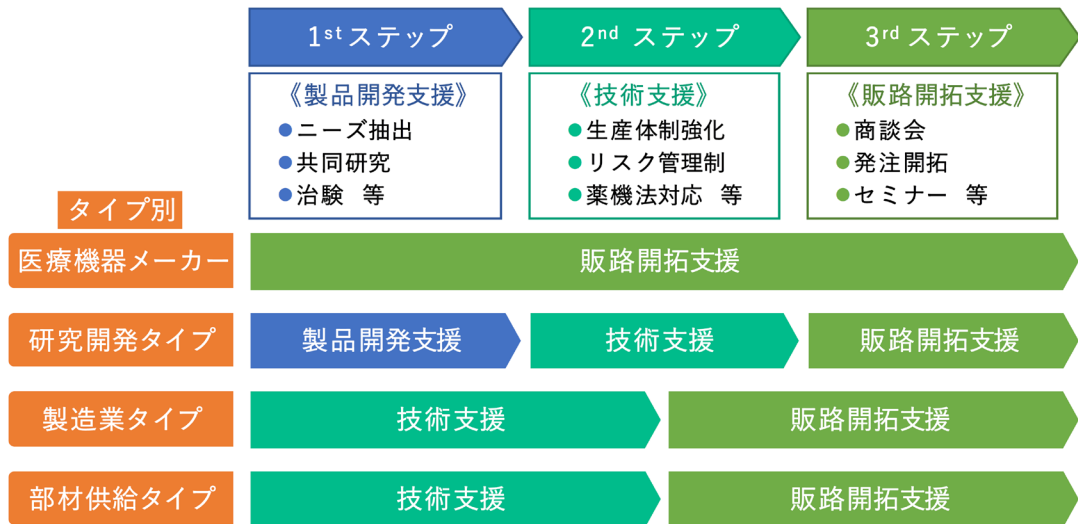 1st ステップ
2nd ステップ
3rd ステップ
《製品開発支援》
●ニーズ抽出
●共同研究
●治験 等
《技術支援》
●生産体制強化
●リスク管理制
●薬機法対応 等
《販路開拓支援》
●商談会
●発注開拓
●セミナー 等
タイプ別
医療機器メーカー
販路開拓支援
研究開発タイプ
製品開発支援
技術支援
販路開拓支援
製造業タイプ
技術支援
販路開拓支援
部材供給タイプ
技術支援
販路開拓支援